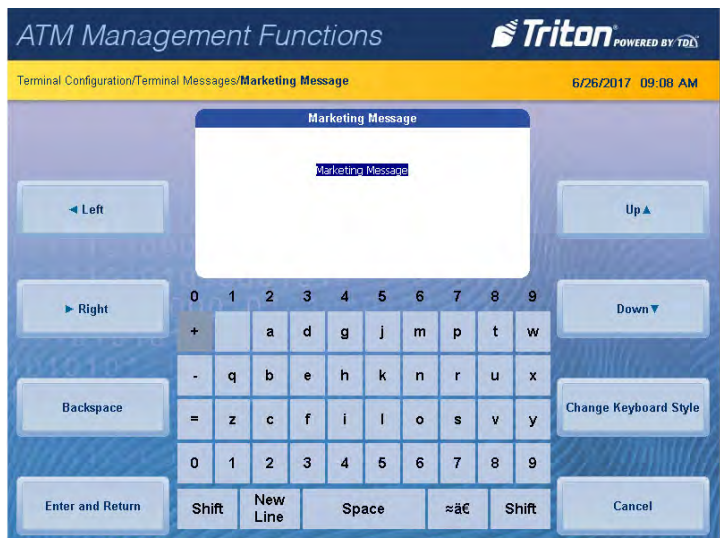 ATM Management Functions
Triton POWERED BY TDL
Terminal Configuration/Terminal Messages/Marketing Message
6/26/2017 09:08 AM
Marketing Message
Marketing Message
◄ Left
Up▲
► Right
Down▼
0 1 2 3 4 5 6 7 8 9
+ a d g j m p t w
- q b e h k n r u x
Backspace
Change Keyboard Style
= z c f i l o s v y
0 1 2 3 4 5 6 7 8 9
Enter and Return
Shift
New
Line
Space
≈ä€
Shift
Cancel